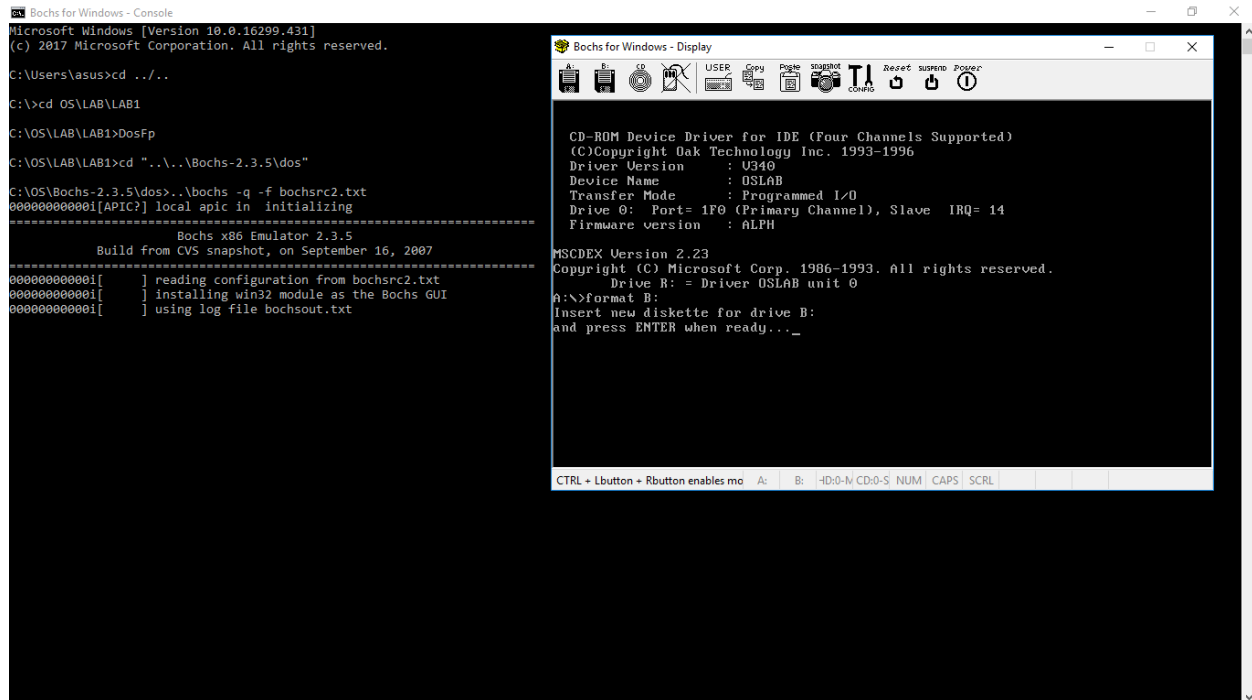 Bochs for Windows - Console
Microsoft Windows [Version 10.0.16299.431]
(c) 2017 Microsoft Corporation. All rights reserved.
C:\Users\asus>cd ../..
C:\>cd OS\LAB\LAB1
C:\OS\LAB\LAB1>DosFp
C:\OS\LAB\LAB1>cd "..\..\Bochs-2.3.5\dos"
C:\OS\Bochs-2.3.5\dos>..\bochs -q -f bochsrc2.txt
00000000000i[APIC?] local apic in  initializing
========================================================================
Bochs x86 Emulator 2.3.5
Build from CVS snapshot, on September 16, 2007
========================================================================
00000000000i[     ] reading configuration from bochsrc2.txt
00000000000i[     ] installing win32 module as the Bochs GUI
00000000000i[     ] using log file bochsout.txt
Bochs for Windows - Display
A: B: CD USER Copy Paste snapshot CONFIG Reset SUSPEND Power
CD-ROM Device Driver for IDE (Four Channels Supported)
(C)Copyright Oak Technology Inc. 1993-1996
Driver Version     : V340
Device Name        : OSLAB
Transfer Mode      : Programmed I/O
Drive 0:  Port= 1F0 (Primary Channel), Slave  IRQ= 14
Firmware version   : ALPH
MSCDEX Version 2.23
Copyright (C) Microsoft Corp. 1986-1993. All rights reserved.
Drive R: = Driver OSLAB unit 0
A:\>format B:
Insert new diskette for drive B:
and press ENTER when ready..._
CTRL + Lbutton + Rbutton enables mo A: B: HD:0-M CD:0-S NUM CAPS SCRL